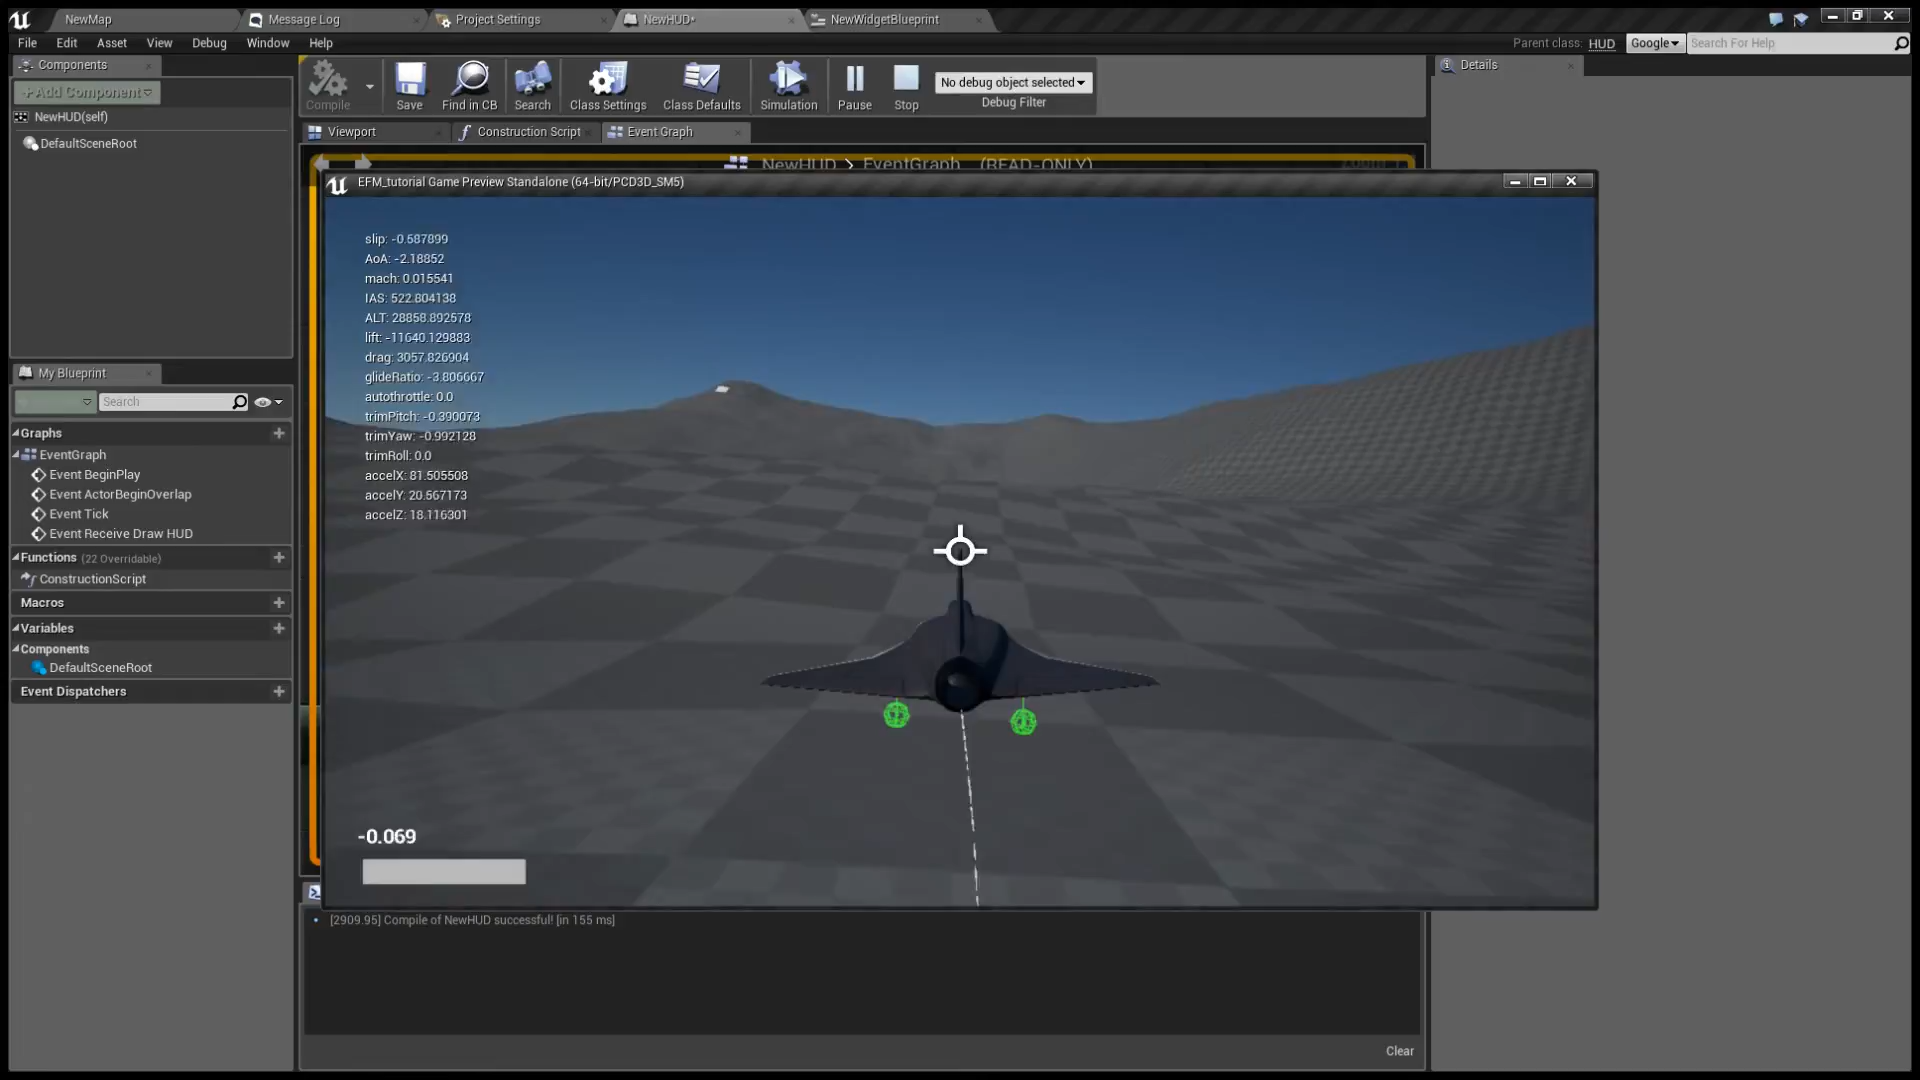 NewMap
Message Log
Project Settings
NewHUD*
NewWidgetBlueprint
File Edit Asset View Debug Window Help
Parent class: HUD
Google
Search For Help
Components
+Add Component
NewHUD(self)
DefaultSceneRoot
Compile
Save
Find in CB
Search
Class Settings
Class Defaults
Simulation
Pause
Stop
No debug object selected
Debug Filter
Details
Viewport
Construction Script
Event Graph
NewHUD > EventGraph (READ-ONLY)
EFM_tutorial Game Preview Standalone (64-bit/PCD3D_SM5)
slip: -0.587899
AoA: -2.18852
mach: 0.015541
IAS: 522.804138
ALT: 28858.892578
lift: -11640.129883
drag: 3057.826904
glideRatio: -3.806667
autothrottle: 0.0
trimPitch: -0.390073
trimYaw: -0.992128
trimRoll: 0.0
accelX: 81.505508
accelY: 20.567173
accelZ: 18.116301
-0.069
My Blueprint
Search
Graphs
EventGraph
Event BeginPlay
Event ActorBeginOverlap
Event Tick
Event Receive Draw HUD
Functions (22 Overridable)
ConstructionScript
Macros
Variables
Components
DefaultSceneRoot
Event Dispatchers
[2909.95] Compile of NewHUD successful! [in 155 ms]
Clear